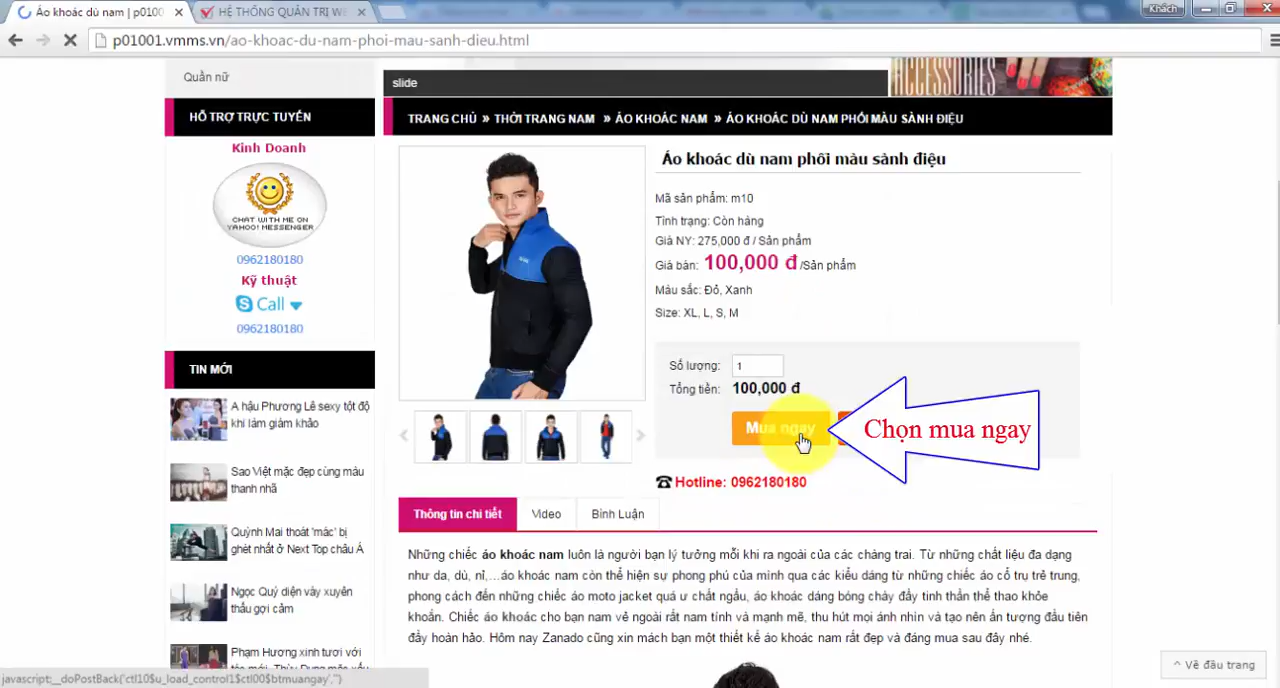 Áo khoác dù nam | p0100
HỆ THỐNG QUẢN TRỊ WE
Khách
p01001.vmms.vn/ao-khoac-du-nam-phoi-mau-sanh-dieu.html
Quần nữ
slide
ACCESSORIES
HỖ TRỢ TRỰC TUYẾN
TRANG CHỦ » THỜI TRANG NAM » ÁO KHOÁC NAM » ÁO KHOÁC DÙ NAM PHỐI MÀU SÀNH ĐIỆU
Kinh Doanh
CHAT WITH ME ON
YAHOO! MESSENGER
0962180180
Kỹ thuật
Call
0962180180
Áo khoác dù nam phối màu sành điệu
Mã sản phẩm: m10
Tình trạng: Còn hàng
Giá NY: 275,000 đ / Sản phẩm
Giá bán: 100,000 đ /Sản phẩm
Màu sắc: Đỏ, Xanh
Size: XL, L, S, M
Số lượng: 1
Tổng tiền: 100,000 đ
Mua ngay
Chọn mua ngay
Hotline: 0962180180
TIN MỚI
A hậu Phương Lê sexy tột độ
khi làm giảm khảo
Sao Việt mặc đẹp cùng màu
thanh nhã
Quỳnh Mai thoát 'mác' bị
ghét nhất ở Next Top châu Á
Ngọc Quý diện váy xuyên
thấu gợi cảm
Phạm Hương xinh tươi với
Thông tin chi tiết
Video
Bình Luận
Những chiếc áo khoác nam luôn là người bạn lý tưởng mỗi khi ra ngoài của các chàng trai. Từ những chất liệu đa dạng
như da, dù, nỉ,...áo khoác nam còn thể hiện sự phong phú của mình qua các kiểu dáng từ những chiếc áo cổ trụ trẻ trung,
phong cách đến những chiếc áo moto jacket quá ư chất ngầu, áo khoác dáng bóng chày đầy tinh thần thể thao khỏe
khoắn. Chiếc áo khoác cho bạn nam vẻ ngoài rất nam tính và mạnh mẽ, thu hút mọi ánh nhìn và tạo nên ấn tượng đầu tiên
đầy hoàn hảo. Hôm nay Zanado cũng xin mách bạn một thiết kế áo khoác nam rất đẹp và đáng mua sau đây nhé.
^ Về đầu trang
javascript:__doPostBack('ctl10$u_load_control1$ctl00$btmuangay','')